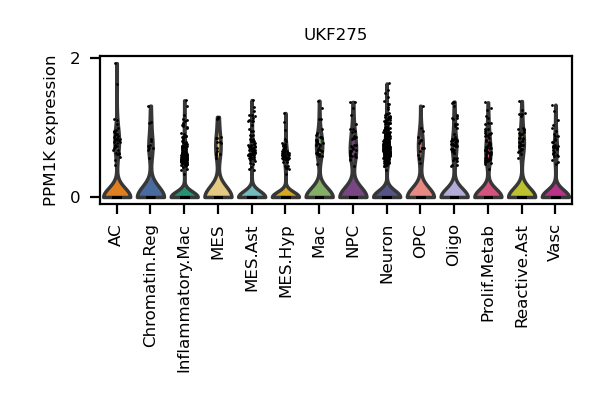 UKF275
PPM1K expression
2
0
AC
Chromatin.Reg
Inflammatory.Mac
MES
MES.Ast
MES.Hyp
Mac
NPC
Neuron
OPC
Oligo
Prolif.Metab
Reactive.Ast
Vasc